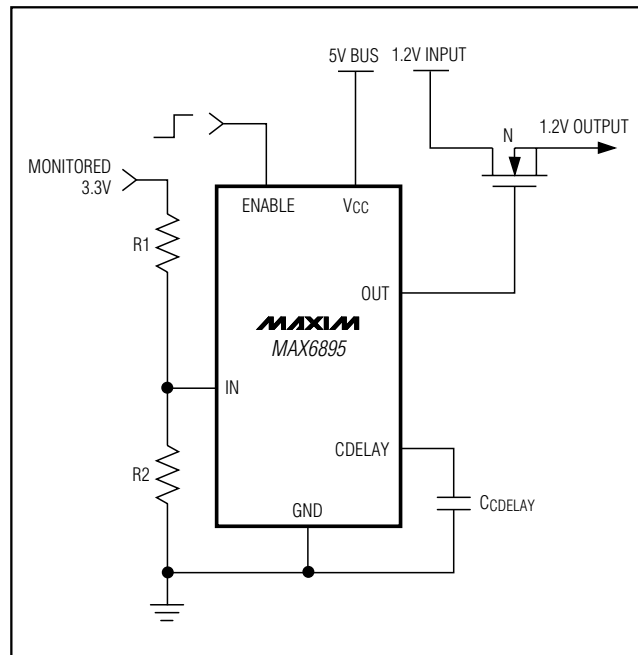 5V BUS
1.2V INPUT
N
1.2V OUTPUT
MONITORED
3.3V
ENABLE
VCC
R1
OUT
MAXIM
MAX6895
IN
CDELAY
R2
CCDELAY
GND